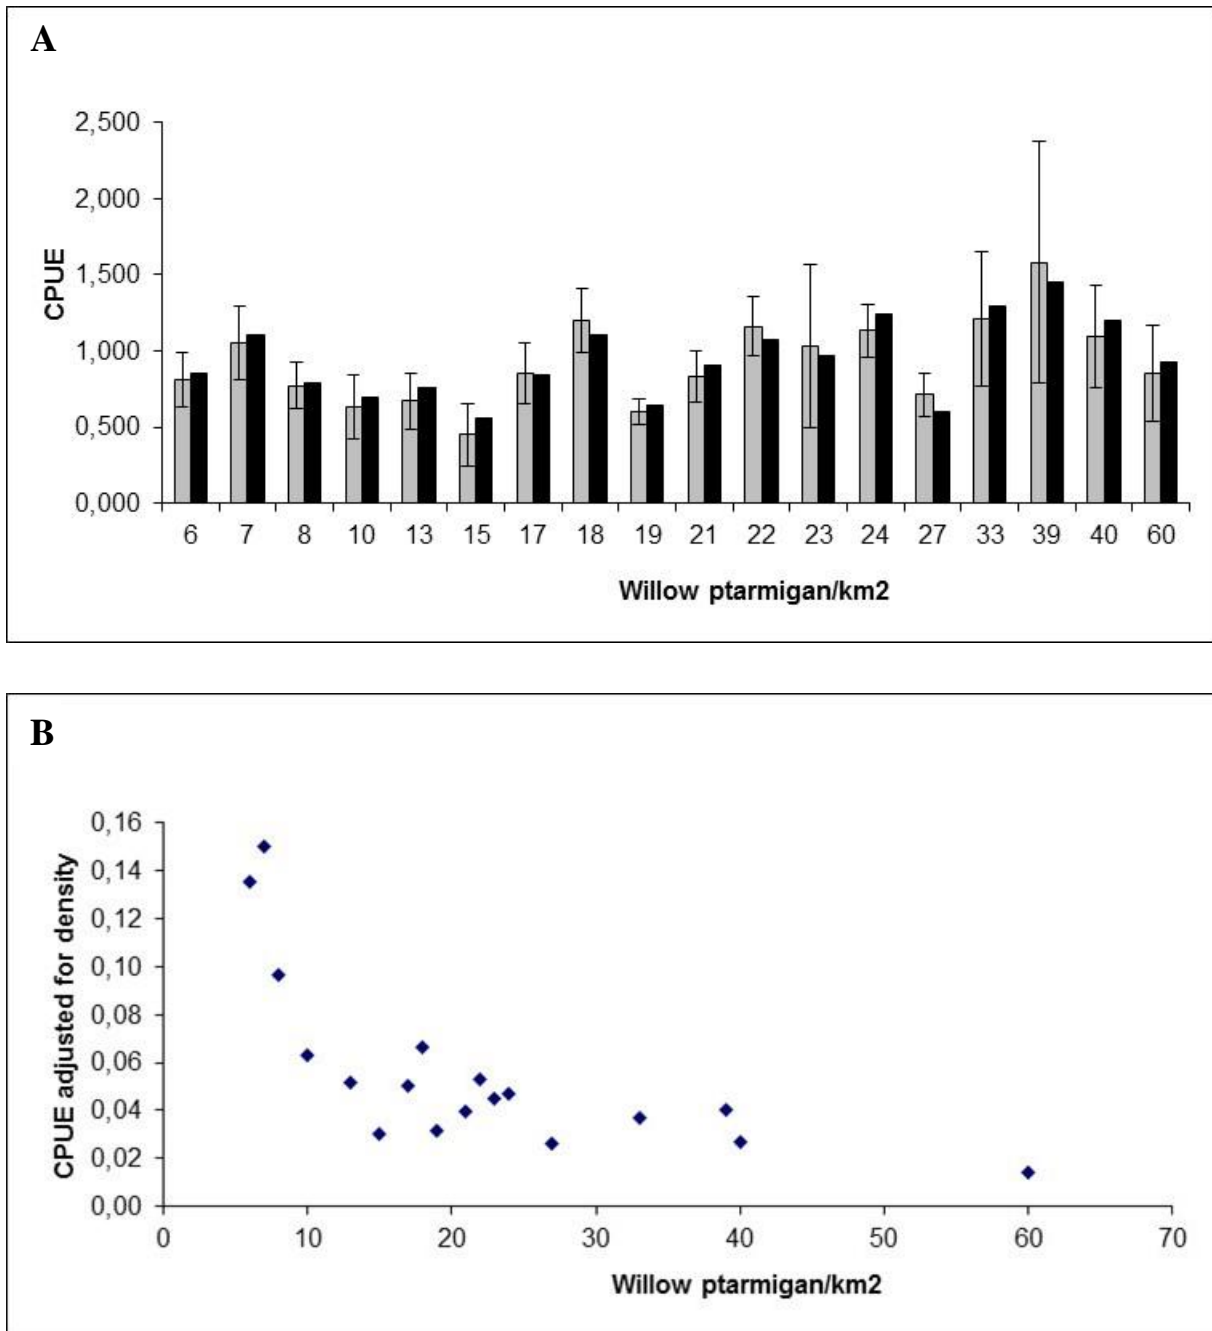 A
2,500
2,000
1,500
1,000
0,500
0,000
CPUE
6 7 8 10 13 15 17 18 19 21 22 23 24 27 33 39 40 60
Willow ptarmigan/km2
B
0,16
0,14
0,12
0,10
0,08
0,06
0,04
0,02
0,00
CPUE adjusted for density
0 10 20 30 40 50 60 70
Willow ptarmigan/km2